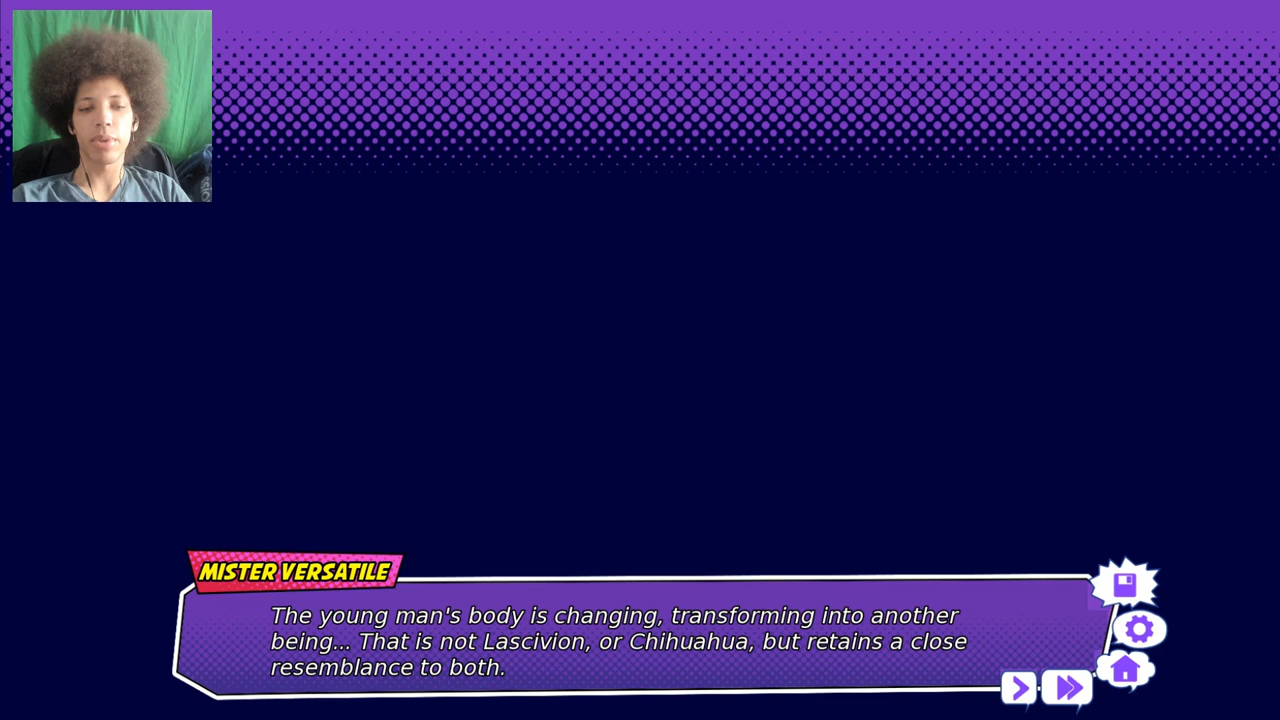 MISTER VERSATILE
The young man's body is changing, transforming into another
being... That is not Lascivion, or Chihuahua, but retains a close
resemblance to both.